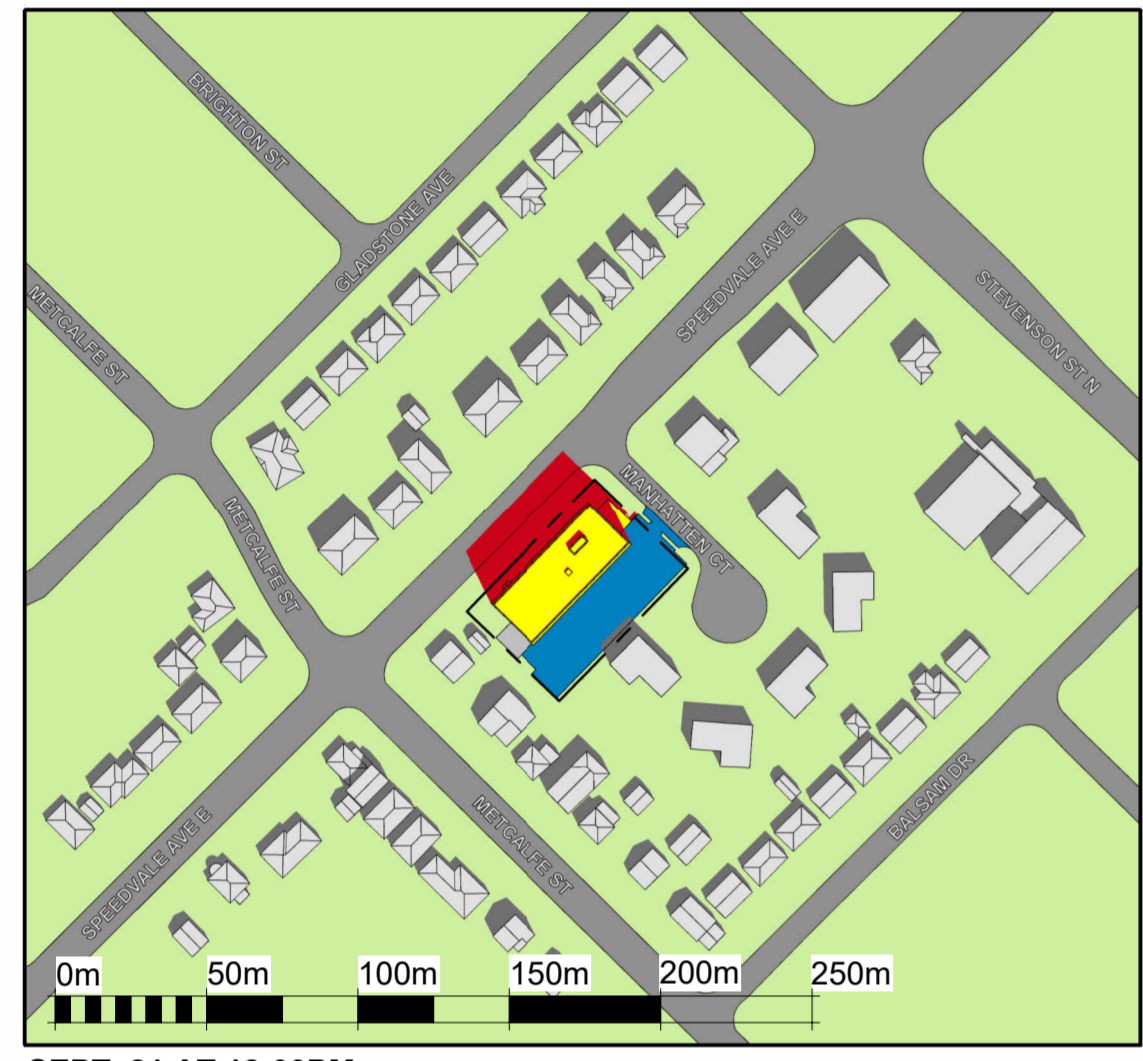 BRIGHTON ST
GLADSTONE AVE
METCALFE ST
SPEEDVALE AVE E
STEVENSON ST N
MANHATTEN CT
METCALFE ST
SPEEDVALE AVE E
METCALFE ST
BALSAM DR
0m 50m 100m 150m 200m 250m